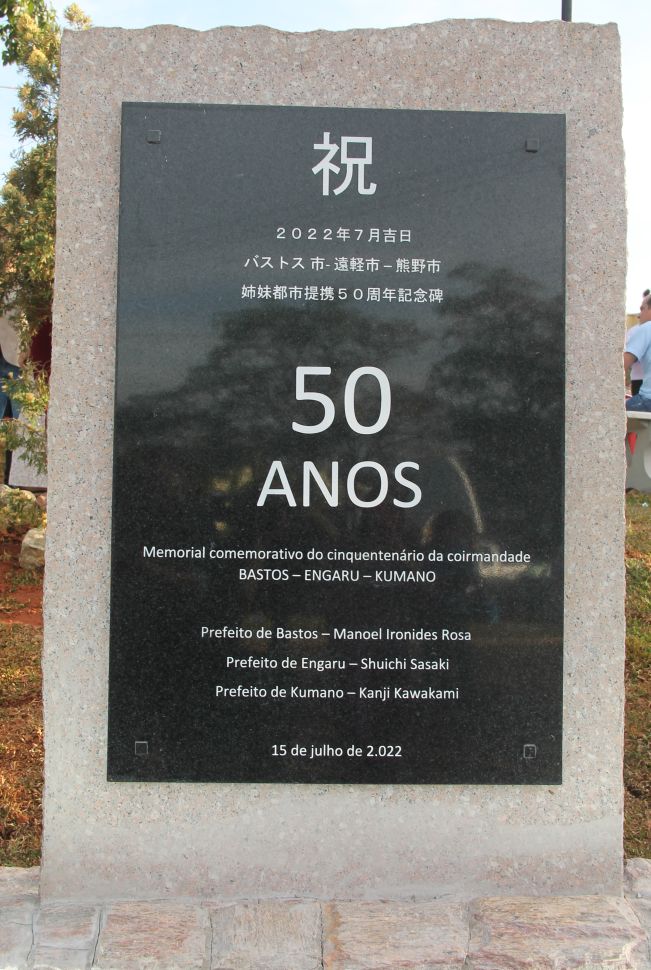 祝
２０２２年７月吉日
バストス 市- 遠軽市 – 熊野市
姉妹都市提携５０周年記念碑
50
ANOS
Memorial comemorativo do cinquentenário da coirmandade
BASTOS – ENGARU – KUMANO
Prefeito de Bastos – Manoel Ironides Rosa
Prefeito de Engaru – Shuichi Sasaki
Prefeito de Kumano – Kanji Kawakami
15 de julho de 2.022